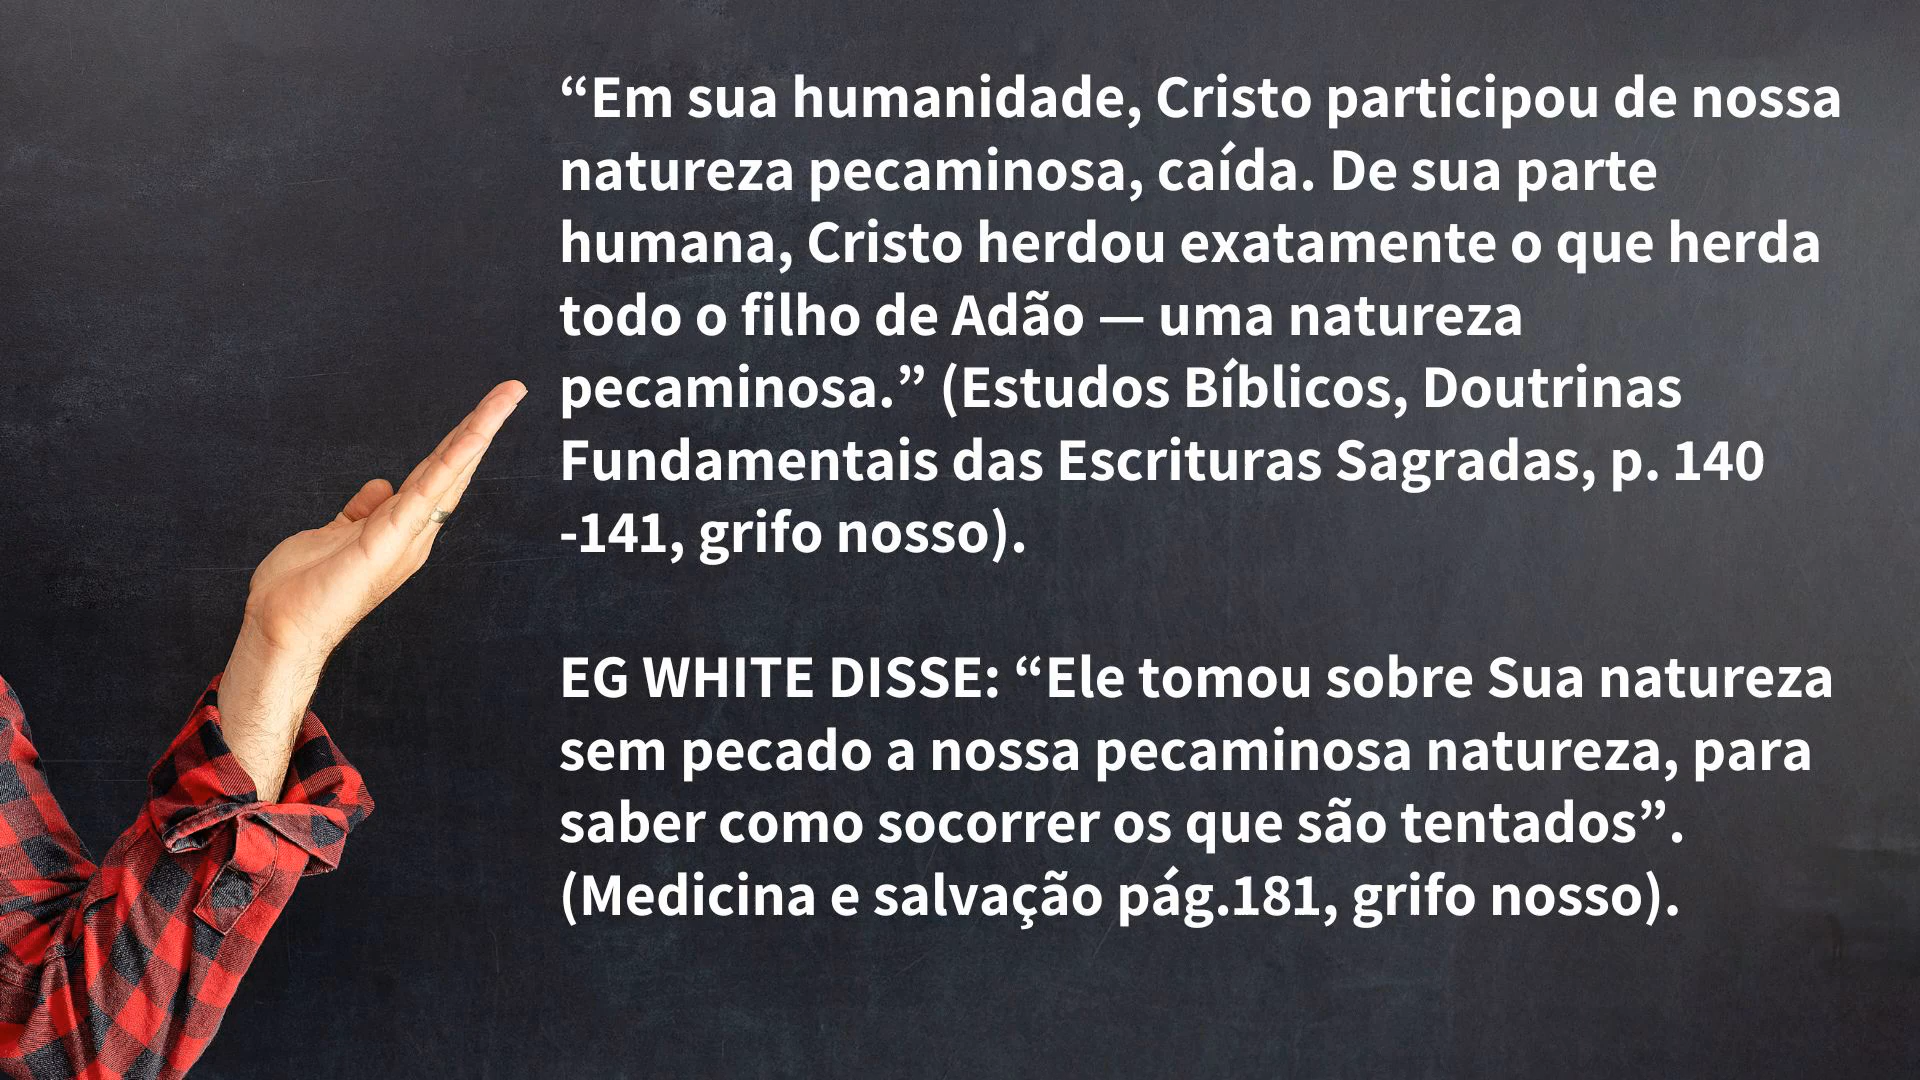 “Em sua humanidade, Cristo participou de nossa
natureza pecaminosa, caída. De sua parte
humana, Cristo herdou exatamente o que herda
todo o filho de Adão — uma natureza
pecaminosa.” (Estudos Bíblicos, Doutrinas
Fundamentais das Escrituras Sagradas, p. 140
-141, grifo nosso).
EG WHITE DISSE: “Ele tomou sobre Sua natureza
sem pecado a nossa pecaminosa natureza, para
saber como socorrer os que são tentados”.
(Medicina e salvação pág.181, grifo nosso).